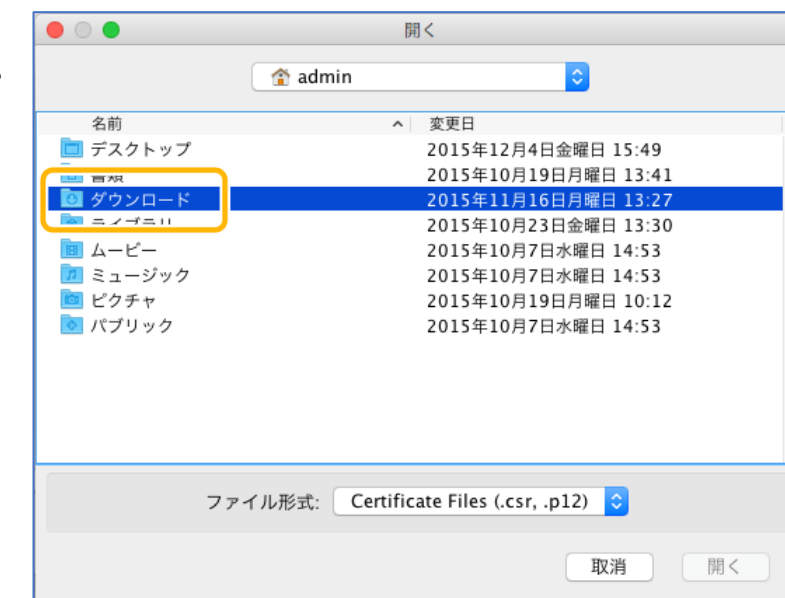 開く
admin
名前 変更日
デスクトップ 2015年12月4日金曜日 15:49
書類 2015年10月19日月曜日 13:41
ダウンロード 2015年11月16日月曜日 13:27
ライブラリ 2015年10月23日金曜日 13:30
ムービー 2015年10月7日水曜日 14:53
ミュージック 2015年10月7日水曜日 14:53
ピクチャ 2015年10月19日月曜日 10:12
パブリック 2015年10月7日水曜日 14:53
ファイル形式: Certificate Files (.csr, .p12)
取消 開く